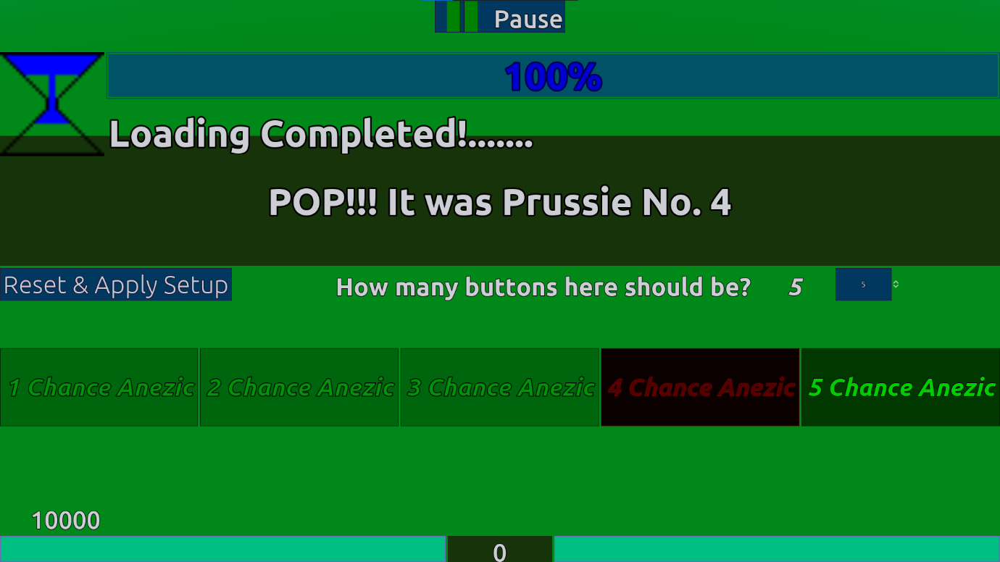 Pause
100%
Loading Completed!.......
POP!!! It was Prussie No. 4
Reset & Apply Setup
How many buttons here should be? 5 5
1 Chance Anezic 2 Chance Anezic 3 Chance Anezic 4 Chance Anezic 5 Chance Anezic
10000
0